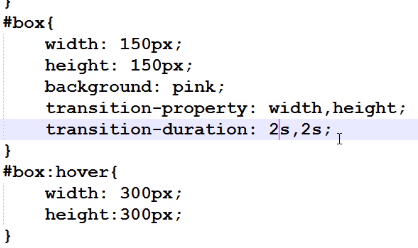 }
#box{
width: 150px;
height: 150px;
background: pink;
transition-property: width,height;
transition-duration: 2s,2s;
}
#box:hover{
width: 300px;
height:300px;
}